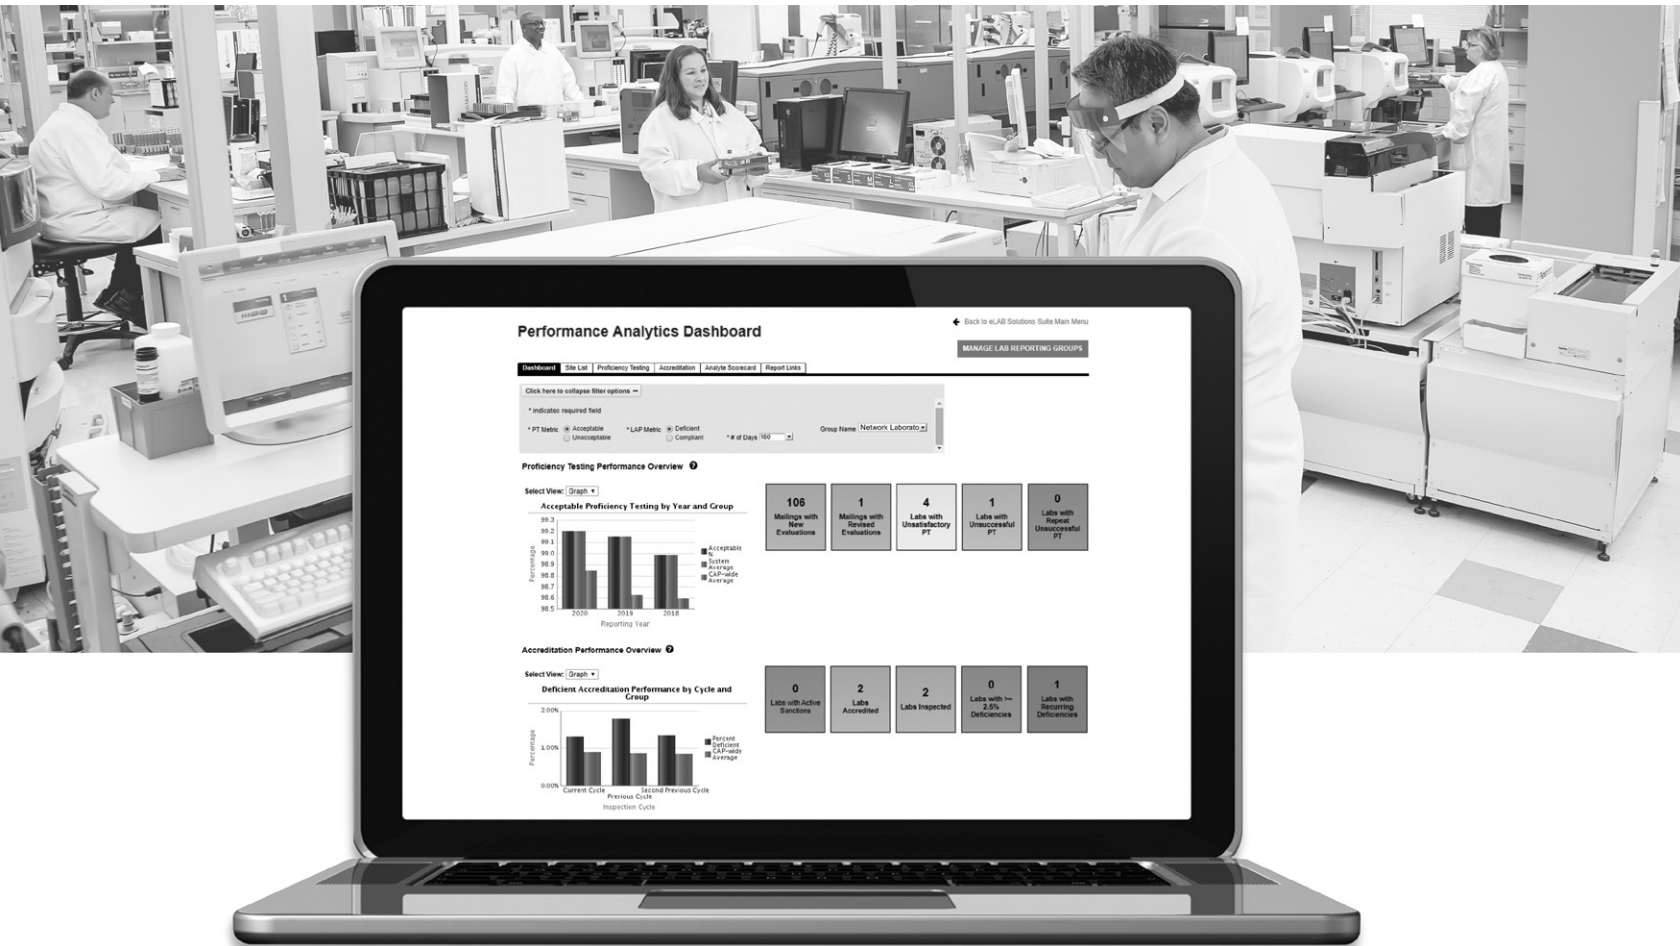 Performance Analytics Dashboard
Back to eLAB Solutions Suite Main Menu
MANAGE LAB REPORTING GROUPS
Dashboard Site List Proficiency Testing Accreditation Analyte Scorecard Report Links
Click here to collapse filter options −
* indicates required field
* PT Metric Acceptable * LAP Metric Deficient
Unacceptable Compliant * # of Days 180 Group Name Network Laborato
Proficiency Testing Performance Overview ?
Select View: Graph
Acceptable Proficiency Testing by Year and Group
99.3
99.2
99.1
99.0
98.9
98.8
98.7
98.6
98.5
Percentage
2020 2019 2018
Reporting Year
Acceptable
%
System
Average
CAP-wide
Average
106
Mailings with
New
Evaluations
1
Mailings with
Revised
Evaluations
4
Labs with
Unsatisfactory
PT
1
Labs with
Unsuccessful
PT
0
Labs with
Repeat
Unsuccessful
PT
Accreditation Performance Overview ?
Select View: Graph
Deficient Accreditation Performance by Cycle and
Group
2.00%
1.00%
0.00%
Percentage
Current Cycle Second Previous Cycle
Previous Cycle
Inspection Cycle
Percent
Deficient
CAP-wide
Average
0
Labs with Active
Sanctions
2
Labs
Accredited
2
Labs Inspected
0
Labs with >=
2.5%
Deficiencies
1
Labs with
Recurring
Deficiencies